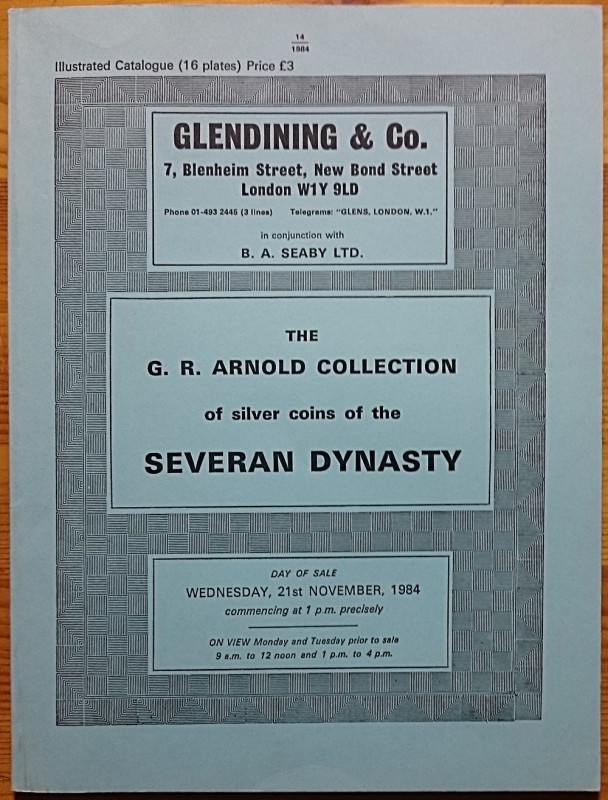 14
1984
Illustrated Catalogue (16 plates) Price £3
GLENDINING & Co.
7, Blenheim Street, New Bond Street
London W1Y 9LD
Phone 01-493 2445 (3 lines) Telegrams: "GLENS, LONDON, W.1."
in conjunction with
B. A. SEABY LTD.
THE
G. R. ARNOLD COLLECTION
of silver coins of the
SEVERAN DYNASTY
DAY OF SALE
WEDNESDAY, 21st NOVEMBER, 1984
commencing at 1 p.m. precisely
ON VIEW Monday and Tuesday prior to sale
9 a.m. to 12 noon and 1 p.m. to 4 p.m.